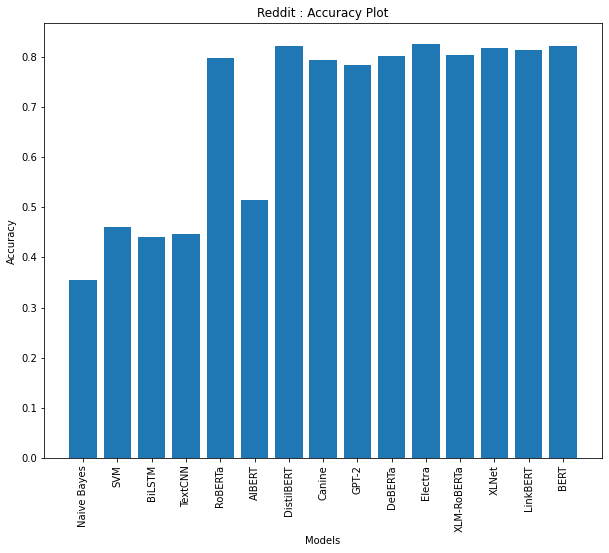 Reddit : Accuracy Plot
Accuracy
0.8
0.7
0.6
0.5
0.4
0.3
0.2
0.1
0.0
Naive Bayes
SVM
BiLSTM
TextCNN
RoBERTa
AlBERT
DistilBERT
Canine
GPT-2
DeBERTa
Electra
XLM-RoBERTa
XLNet
LinkBERT
BERT
Models